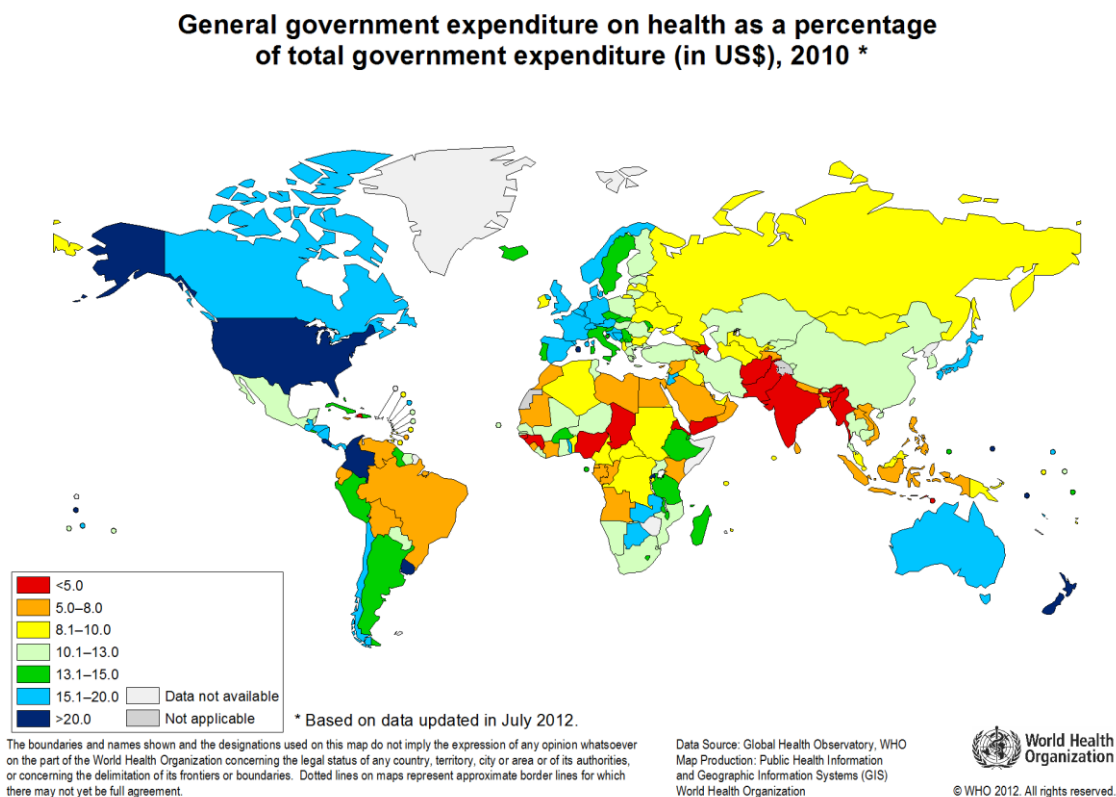 General government expenditure on health as a percentage
of total government expenditure (in US$), 2010 *
<5.0
5.0–8.0
8.1–10.0
10.1–13.0
13.1–15.0
15.1–20.0
>20.0
Data not available
Not applicable
* Based on data updated in July 2012.
The boundaries and names shown and the designations used on this map do not imply the expression of any opinion whatsoever
on the part of the World Health Organization concerning the legal status of any country, territory, city or area or of its authorities,
or concerning the delimitation of its frontiers or boundaries. Dotted lines on maps represent approximate border lines for which
there may not yet be full agreement.
Data Source: Global Health Observatory, WHO
Map Production: Public Health Information
and Geographic Information Systems (GIS)
World Health Organization
World Health
Organization
© WHO 2012. All rights reserved.